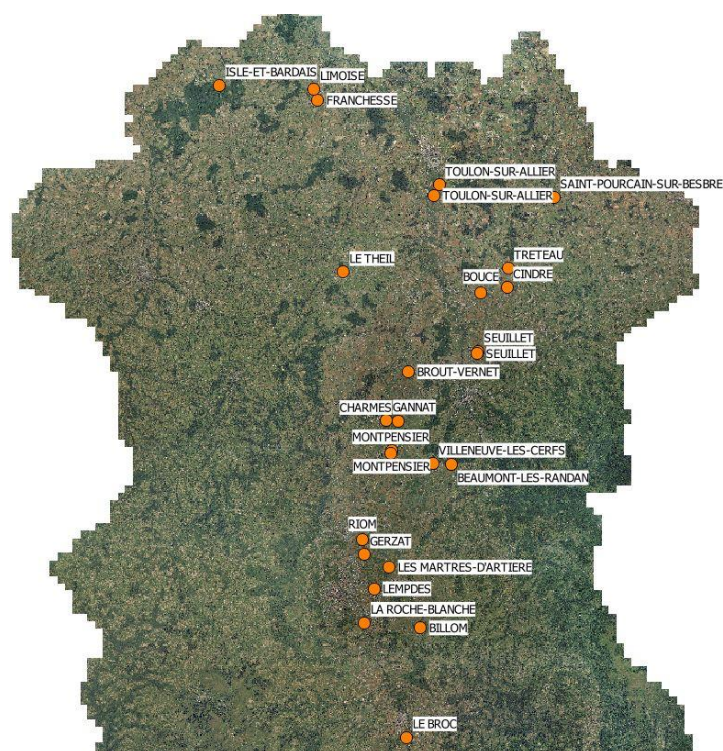 ISLE-ET-BARDAIS
LIMOISE
FRANCHESSE
TOULON-SUR-ALLIER
SAINT-POURCAIN-SUR-BESBRE
TOULON-SUR-ALLIER
TRETEAU
LE THEIL
BOUCE
CINDRE
SEUILLET
SEUILLET
BROUT-VERNET
CHARMES
GANNAT
MONTPENSIER
VILLENEUVE-LES-CERFS
MONTPENSIER
BEAUMONT-LES-RANDAN
RIOM
GERZAT
LES MARTRES-D'ARTIERE
LEMPDES
LA ROCHE-BLANCHE
BILLOM
LE BROC